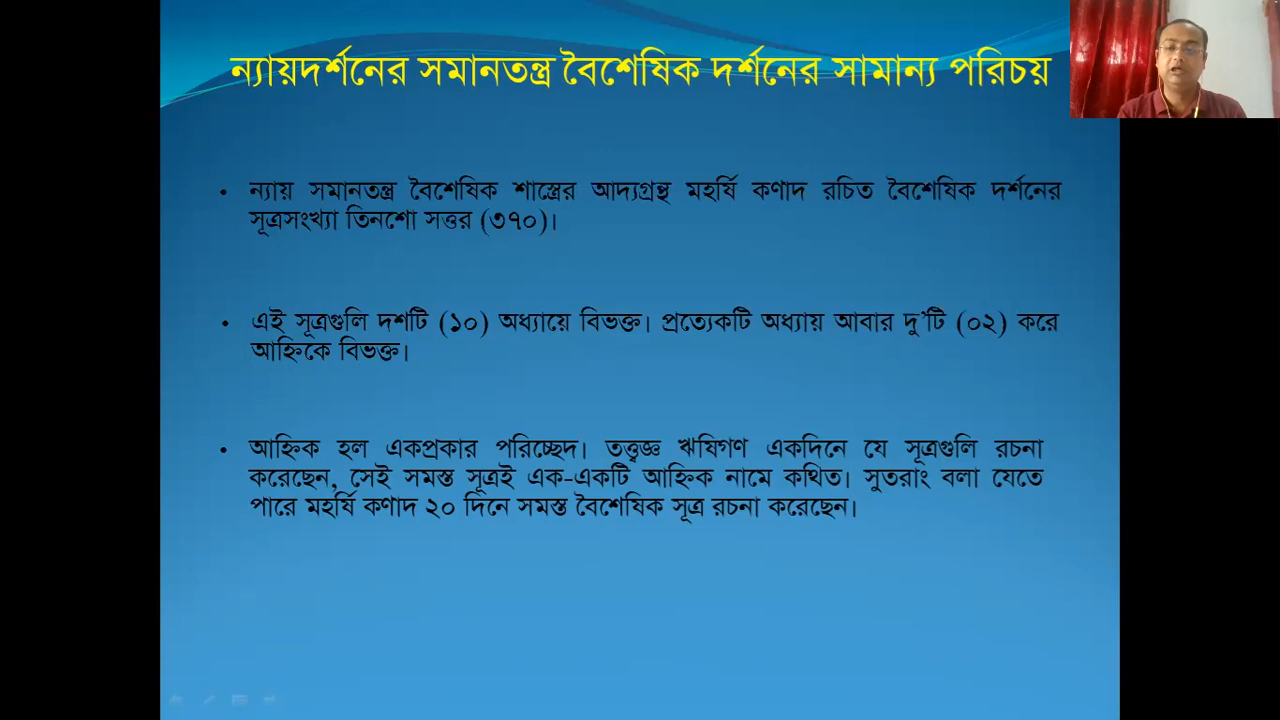 ন্যায়দর্শনের সমানতন্ত্র বৈশেষিক দর্শনের সামান্য পরিচয়
• ন্যায় সমানতন্ত্র বৈশেষিক শাস্ত্রের আদ্যগ্রন্থ মহর্ষি কণাদ রচিত বৈশেষিক দর্শনের
সূত্রসংখ্যা তিনশো সত্তর (৩৭০)।
• এই সূত্রগুলি দশটি (১০) অধ্যায়ে বিভক্ত। প্রত্যেকটি অধ্যায় আবার দু’টি (০২) করে
আহ্নিকে বিভক্ত।
• আহ্নিক হল একপ্রকার পরিচ্ছেদ। তত্ত্বজ্ঞ ঋষিগণ একদিনে যে সূত্রগুলি রচনা
করেছেন, সেই সমস্ত সূত্রই এক-একটি আহ্নিক নামে কথিত। সুতরাং বলা যেতে
পারে মহর্ষি কণাদ ২০ দিনে সমস্ত বৈশেষিক সূত্র রচনা করেছেন।